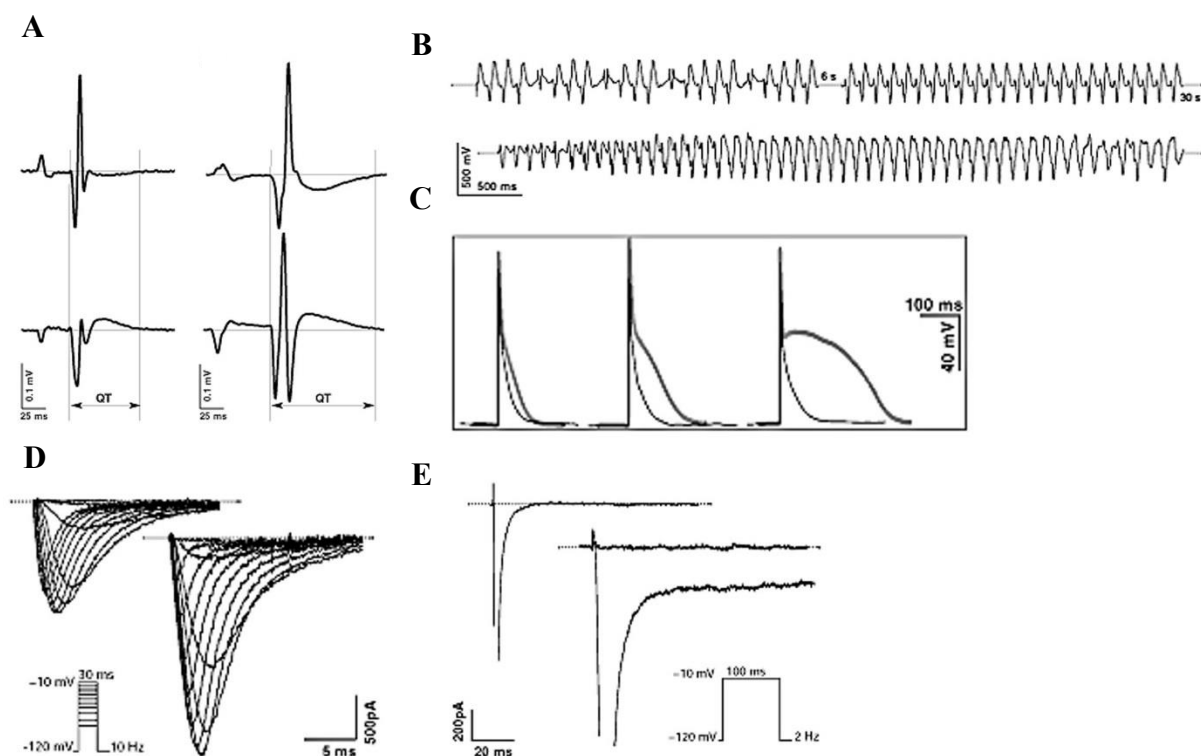 A
0.1 mV
25 ms
QT
0.1 mV
25 ms
QT
B
6 s
30 s
500 mV
500 ms
C
100 ms
40 mV
D
30 ms
−10 mV
−120 mV
10 Hz
5 ms
500pA
E
200pA
20 ms
100 ms
−10 mV
−120 mV
2 Hz